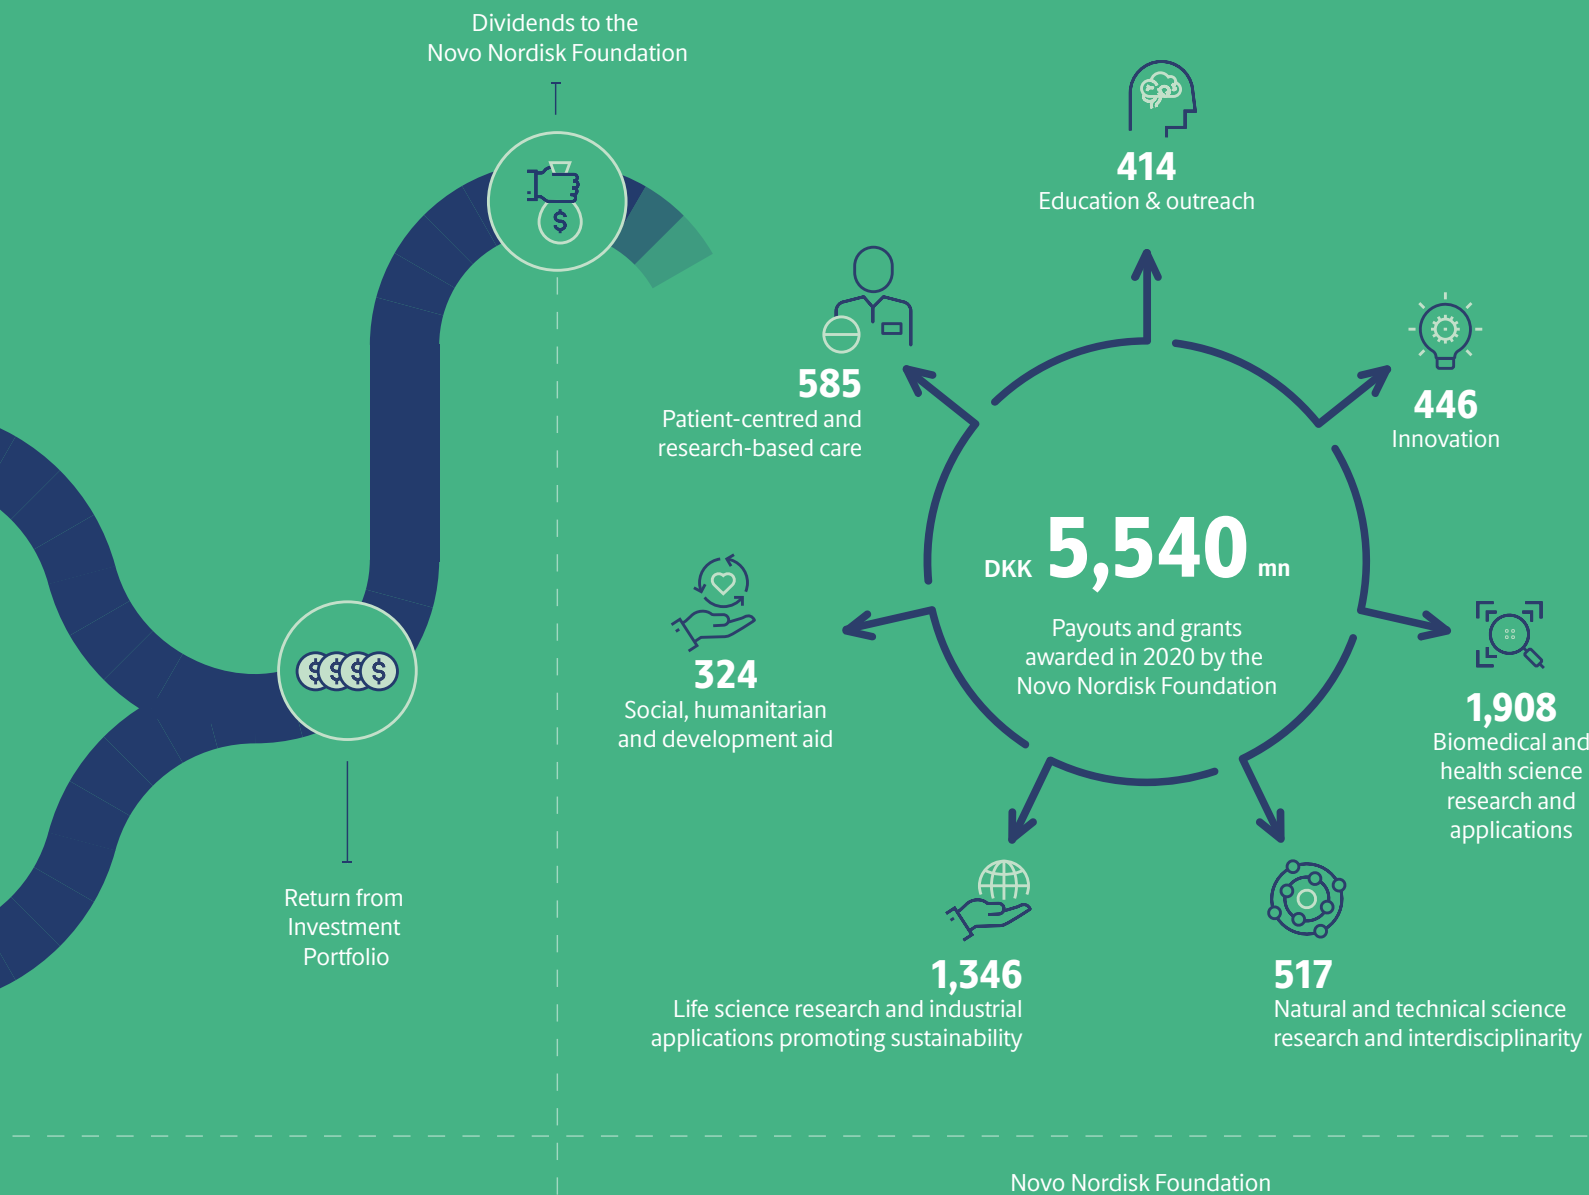 Dividends to the
Novo Nordisk Foundation
$
$ $ $ $
Return from
Investment
Portfolio
414
Education & outreach
446
Innovation
585
Patient-centred and
research-based care
DKK 5,540 mn
Payouts and grants
awarded in 2020 by the
Novo Nordisk Foundation
324
Social, humanitarian
and development aid
1,908
Biomedical and
health science
research and
applications
1,346
Life science research and industrial
applications promoting sustainability
517
Natural and technical science
research and interdisciplinarity
Novo Nordisk Foundation